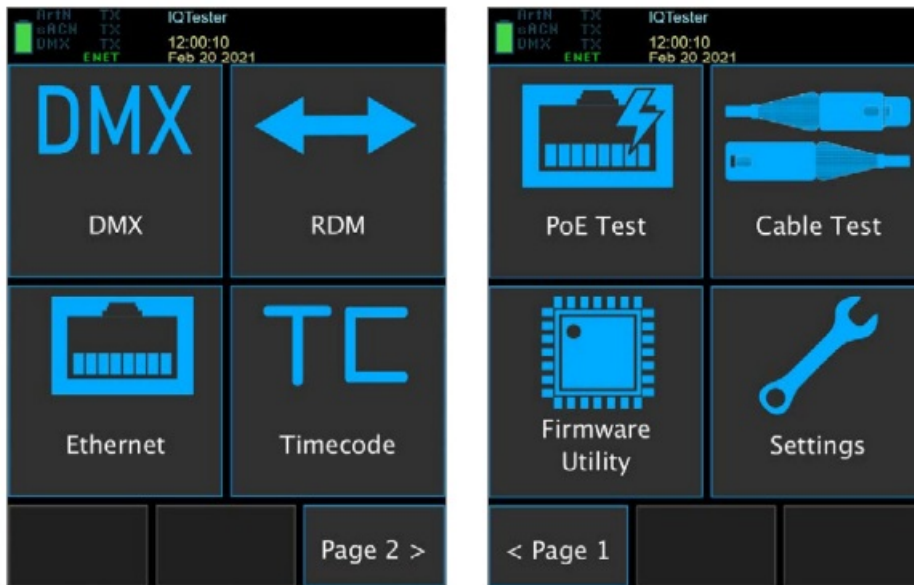 ArtN TX
sACN TX
DMX TX
ENET
IQTester
12:00:10
Feb 20 2021
DMX
DMX
RDM
TC
Ethernet
Timecode
Page 2 >
ArtN TX
sACN TX
DMX TX
ENET
IQTester
12:00:10
Feb 20 2021
PoE Test
Cable Test
Firmware
Utility
Settings
< Page 1